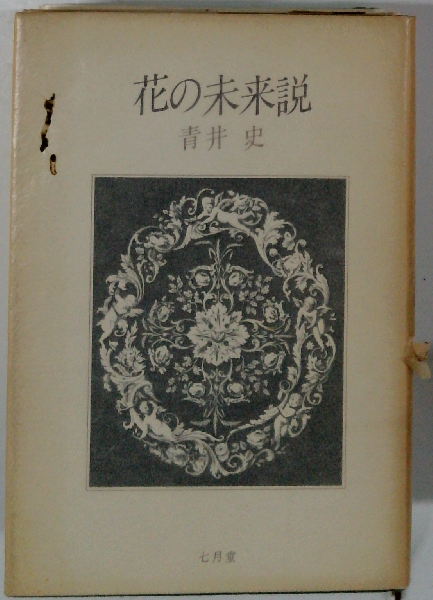 花の未来説
青井 史
七月堂